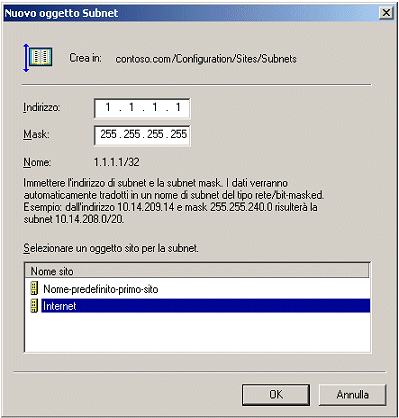 Nuovo oggetto Subnet
Crea in: contoso.com/Configuration/Sites/Subnets
Indirizzo: 1 . 1 . 1 . 1
Mask: 255 . 255 . 255 . 255
Nome: 1.1.1.1/32
Immettere l'indirizzo di subnet e la subnet mask. I dati verranno
automaticamente tradotti in un nome di subnet del tipo rete/bit-masked.
Esempio: dall'indirizzo 10.14.209.14 e mask 255.255.240.0 risulterà la
subnet 10.14.208.0/20.
Selezionare un oggetto sito per la subnet.
Nome sito
Nome-predefinito-primo-sito
Internet
OK Annulla